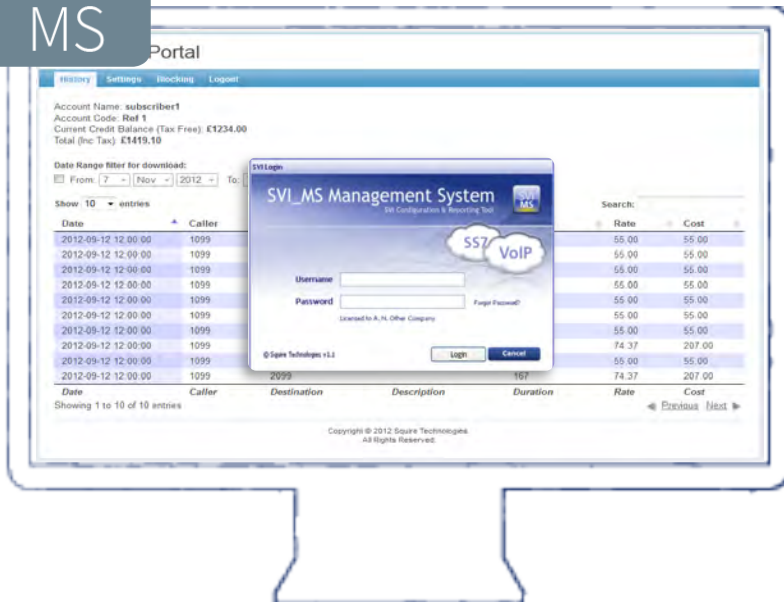 MS
Portal
History Settings Blocking Logout
Account Name: subscriber1
Account Code: Ref 1
Current Credit Balance (Tax Free): £1234.00
Total (Inc Tax): £1419.10
Date Range filter for download:
From: 7 Nov 2012 To:
Show 10 entries Search:
Date Caller Rate Cost
2012-09-12 12:00:00 1099 55.00 55.00
2012-09-12 12:00:00 1099 55.00 55.00
2012-09-12 12:00:00 1099 55.00 55.00
2012-09-12 12:00:00 1099 55.00 55.00
2012-09-12 12:00:00 1099 55.00 55.00
2012-09-12 12:00:00 1099 55.00 55.00
2012-09-12 12:00:00 1099 55.00 55.00
2012-09-12 12:00:00 1099 74.37 207.00
2012-09-12 12:00:00 1099 55.00 55.00
2012-09-12 12:00:00 1099 2099 167 74.37 207.00
Date Caller Destination Description Duration Rate Cost
Showing 1 to 10 of 10 entries Previous Next
Copyright © 2012 Squire Technologies
All Rights Reserved.
SVI Login
SVI_MS Management System
SVI Configuration & Reporting Tool
SVI
MS
SS7
VoIP
Username
Password Forgot Password?
Licensed to A. N. Other Company
© Squire Technologies v1.1 Login Cancel